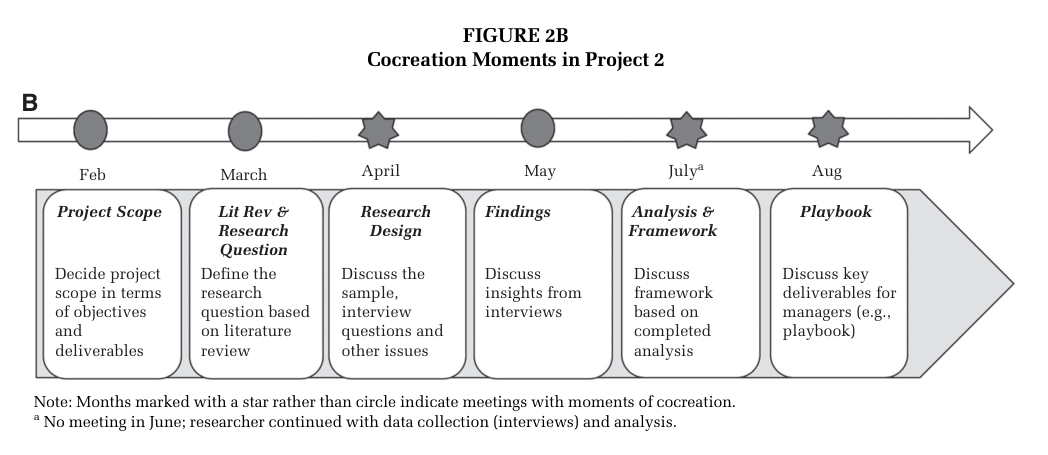 FIGURE 2B
Cocreation Moments in Project 2
B
Feb
March
April
May
Julyᵃ
Aug
Project Scope
Decide project
scope in terms
of objectives
and
deliverables
Lit Rev &
Research
Question
Define the
research
question based
on literature
review
Research
Design
Discuss the
sample,
interview
questions and
other issues
Findings
Discuss
insights from
interviews
Analysis &
Framework
Discuss
framework
based on
completed
analysis
Playbook
Discuss key
deliverables for
managers (e.g.,
playbook)
Note: Months marked with a star rather than circle indicate meetings with moments of cocreation.
ᵃ No meeting in June; researcher continued with data collection (interviews) and analysis.